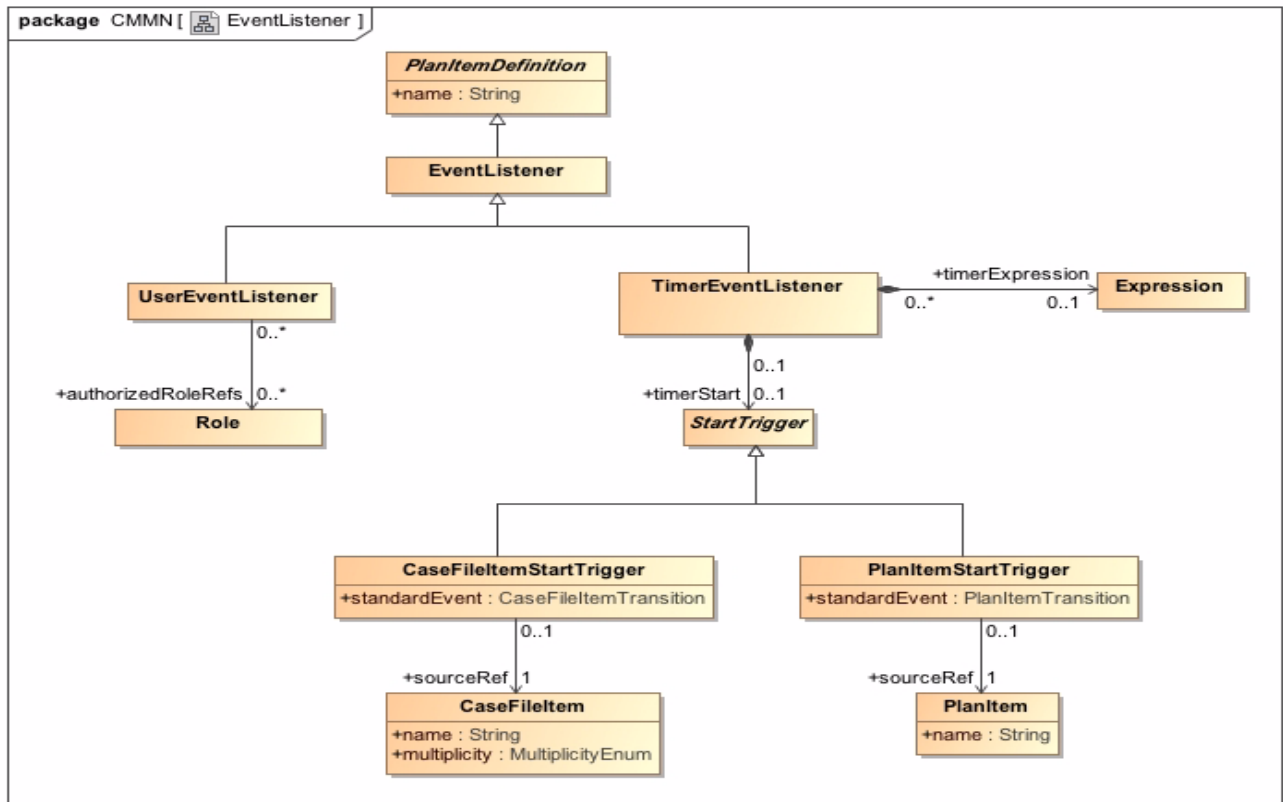 package CMMN [ EventListener ]
PlanItemDefinition
+name : String
EventListener
UserEventListener
TimerEventListener
+timerExpression
0..*
0..1
Expression
0..*
+authorizedRoleRefs
0..*
Role
0..1
+timerStart
0..1
StartTrigger
CaseFileItemStartTrigger
+standardEvent : CaseFileItemTransition
PlanItemStartTrigger
+standardEvent : PlanItemTransition
0..1
+sourceRef
1
0..1
+sourceRef
1
CaseFileItem
+name : String
+multiplicity : MultiplicityEnum
PlanItem
+name : String